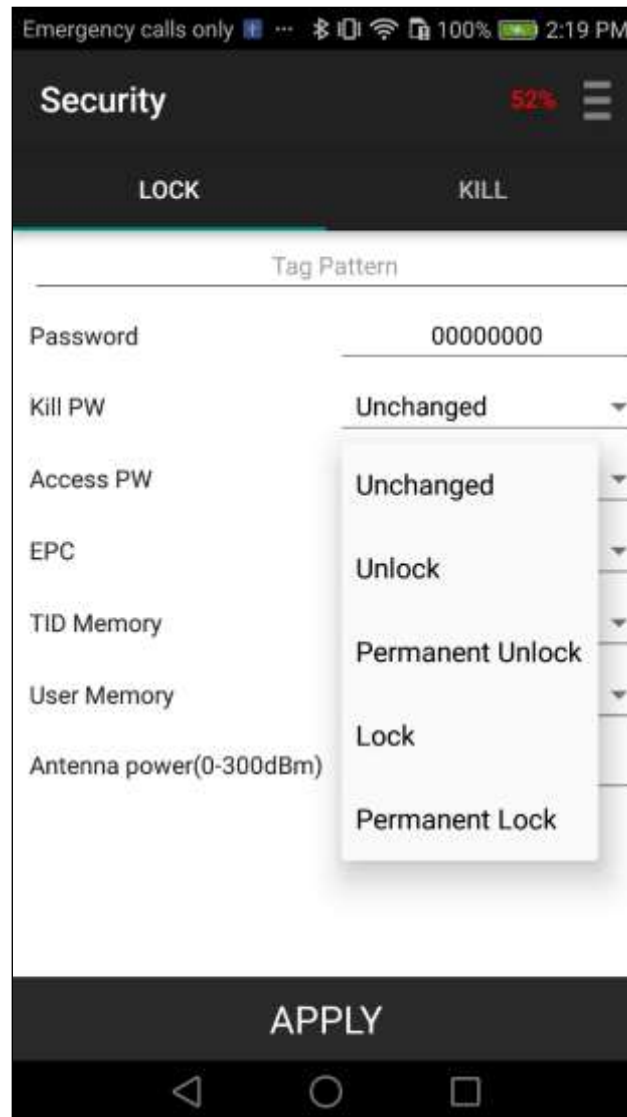 Emergency calls only ... 100% 2:19 PM
Security 52%
LOCK KILL
Tag Pattern
Password 00000000
Kill PW Unchanged
Access PW
Unchanged
EPC
Unlock
TID Memory
Permanent Unlock
User Memory
Lock
Antenna power(0-300dBm)
Permanent Lock
APPLY